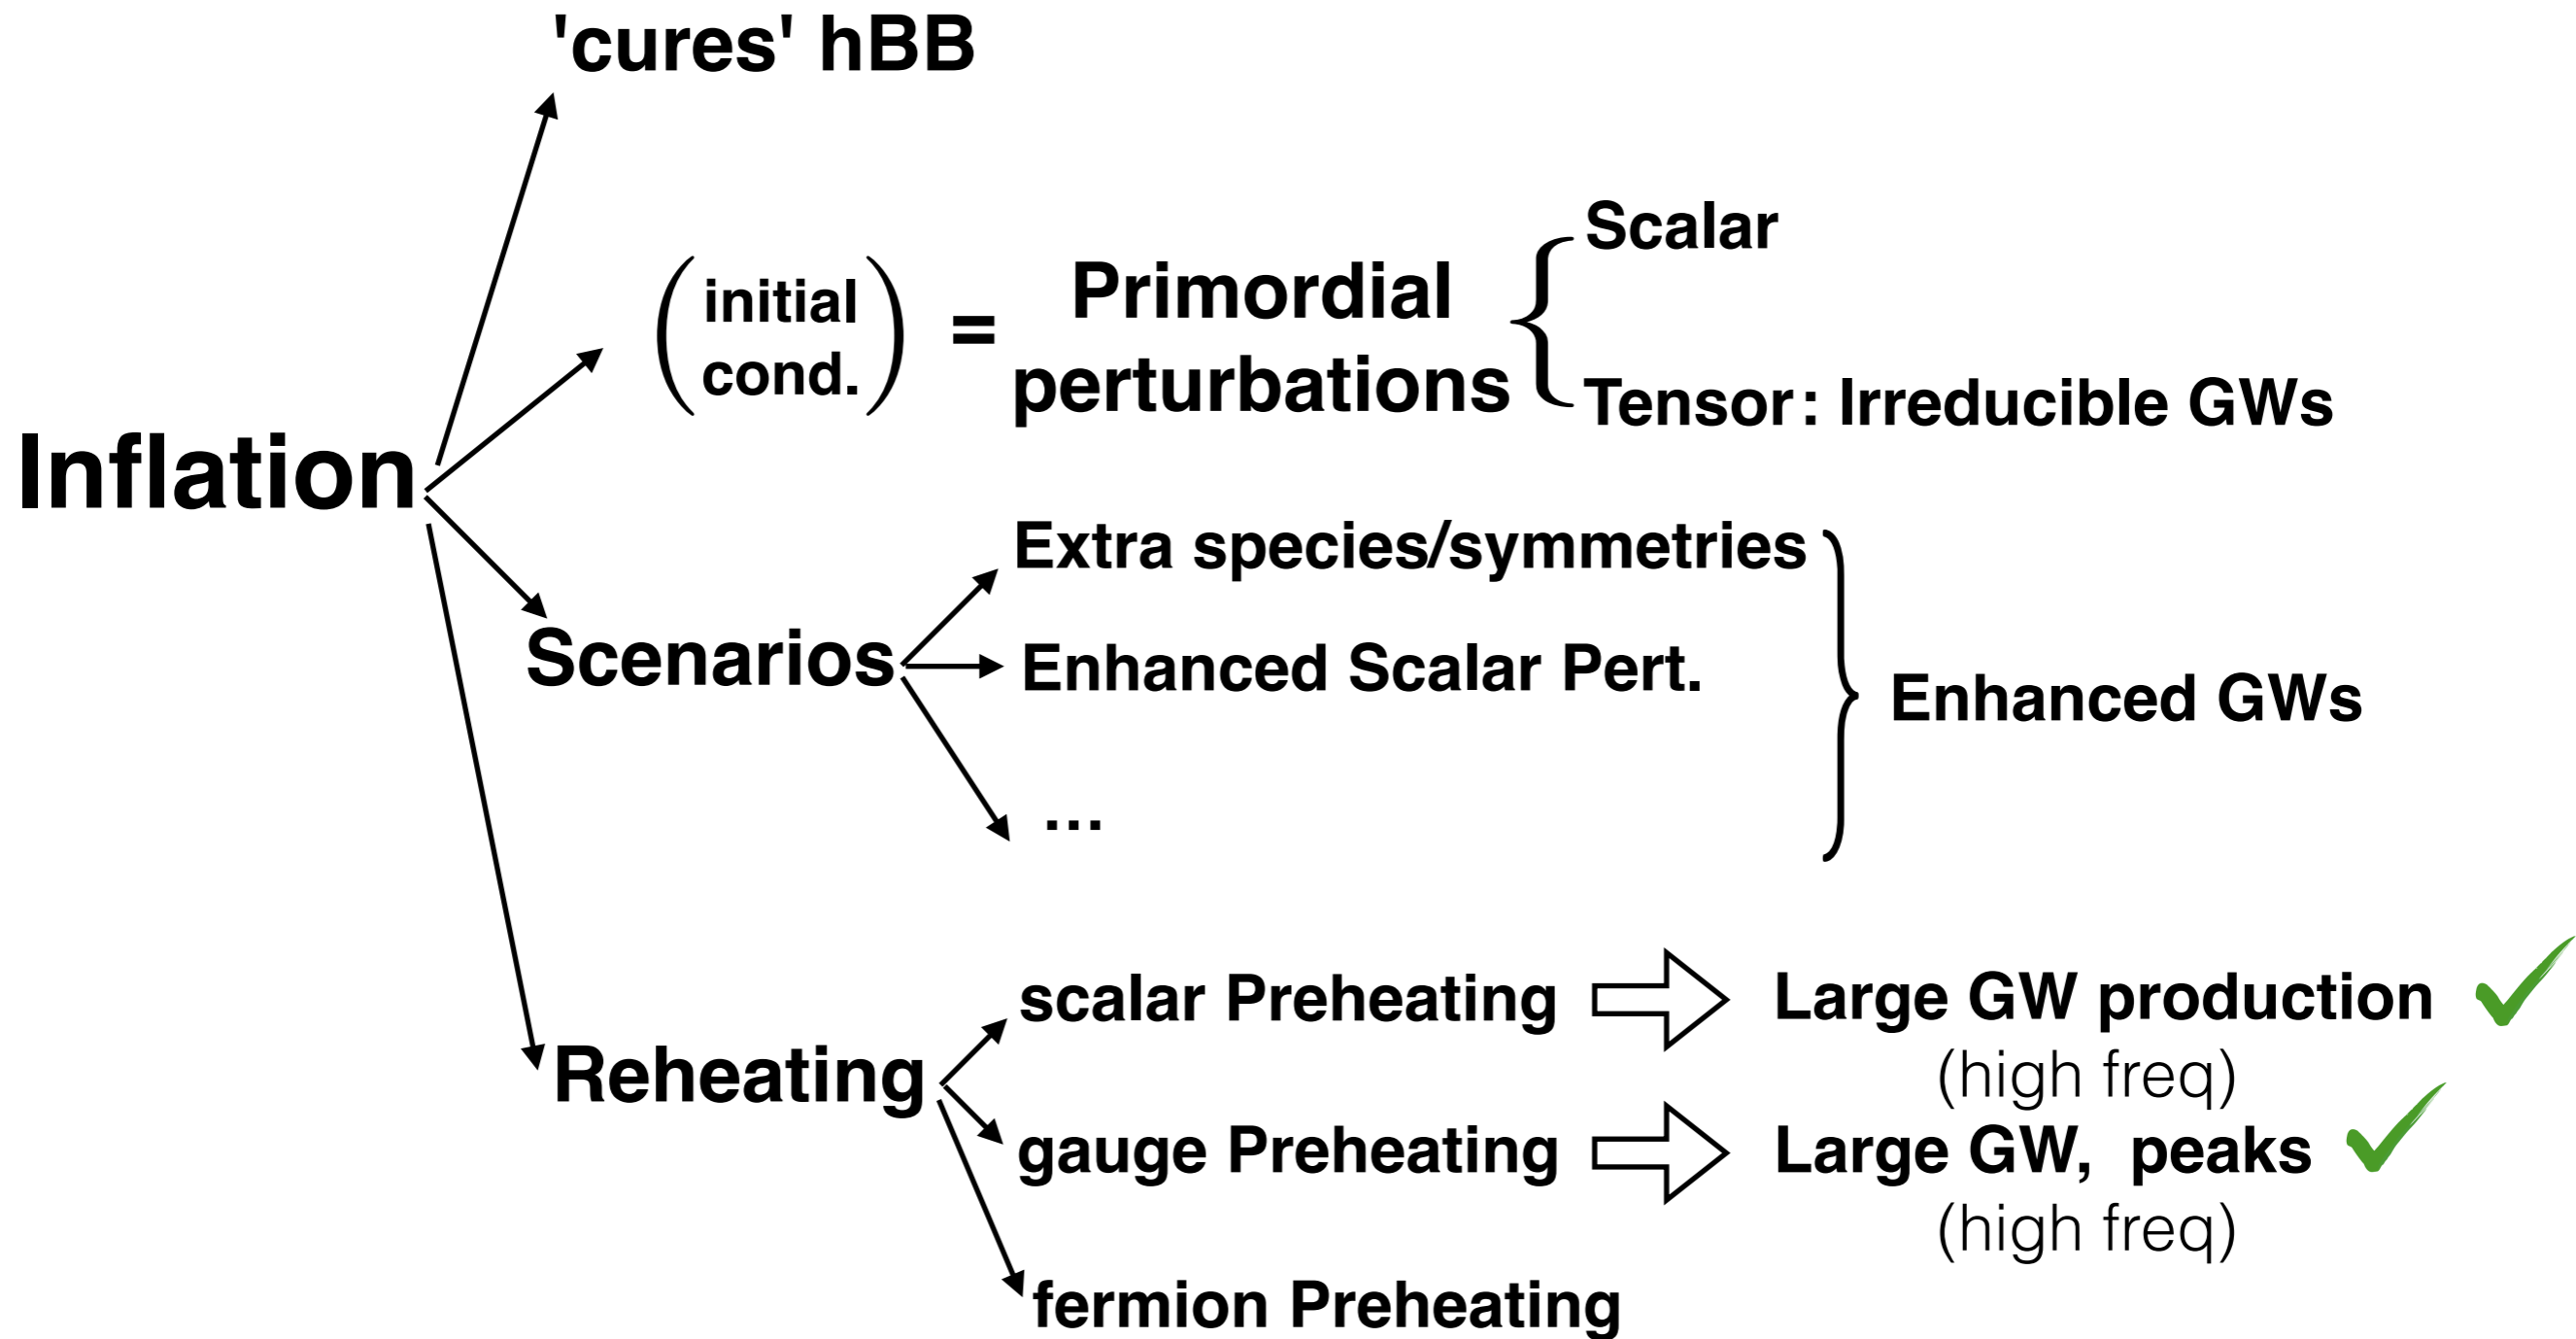 'cures' hBB
Scalar
initial
cond.
=
Primordial
perturbations
Tensor: Irreducible GWs
Inflation
Extra species/symmetries
Scenarios
Enhanced Scalar Pert.
Enhanced GWs
...
scalar Preheating
Large GW production
(high freq)
Reheating
gauge Preheating
Large GW, peaks
(high freq)
fermion Preheating